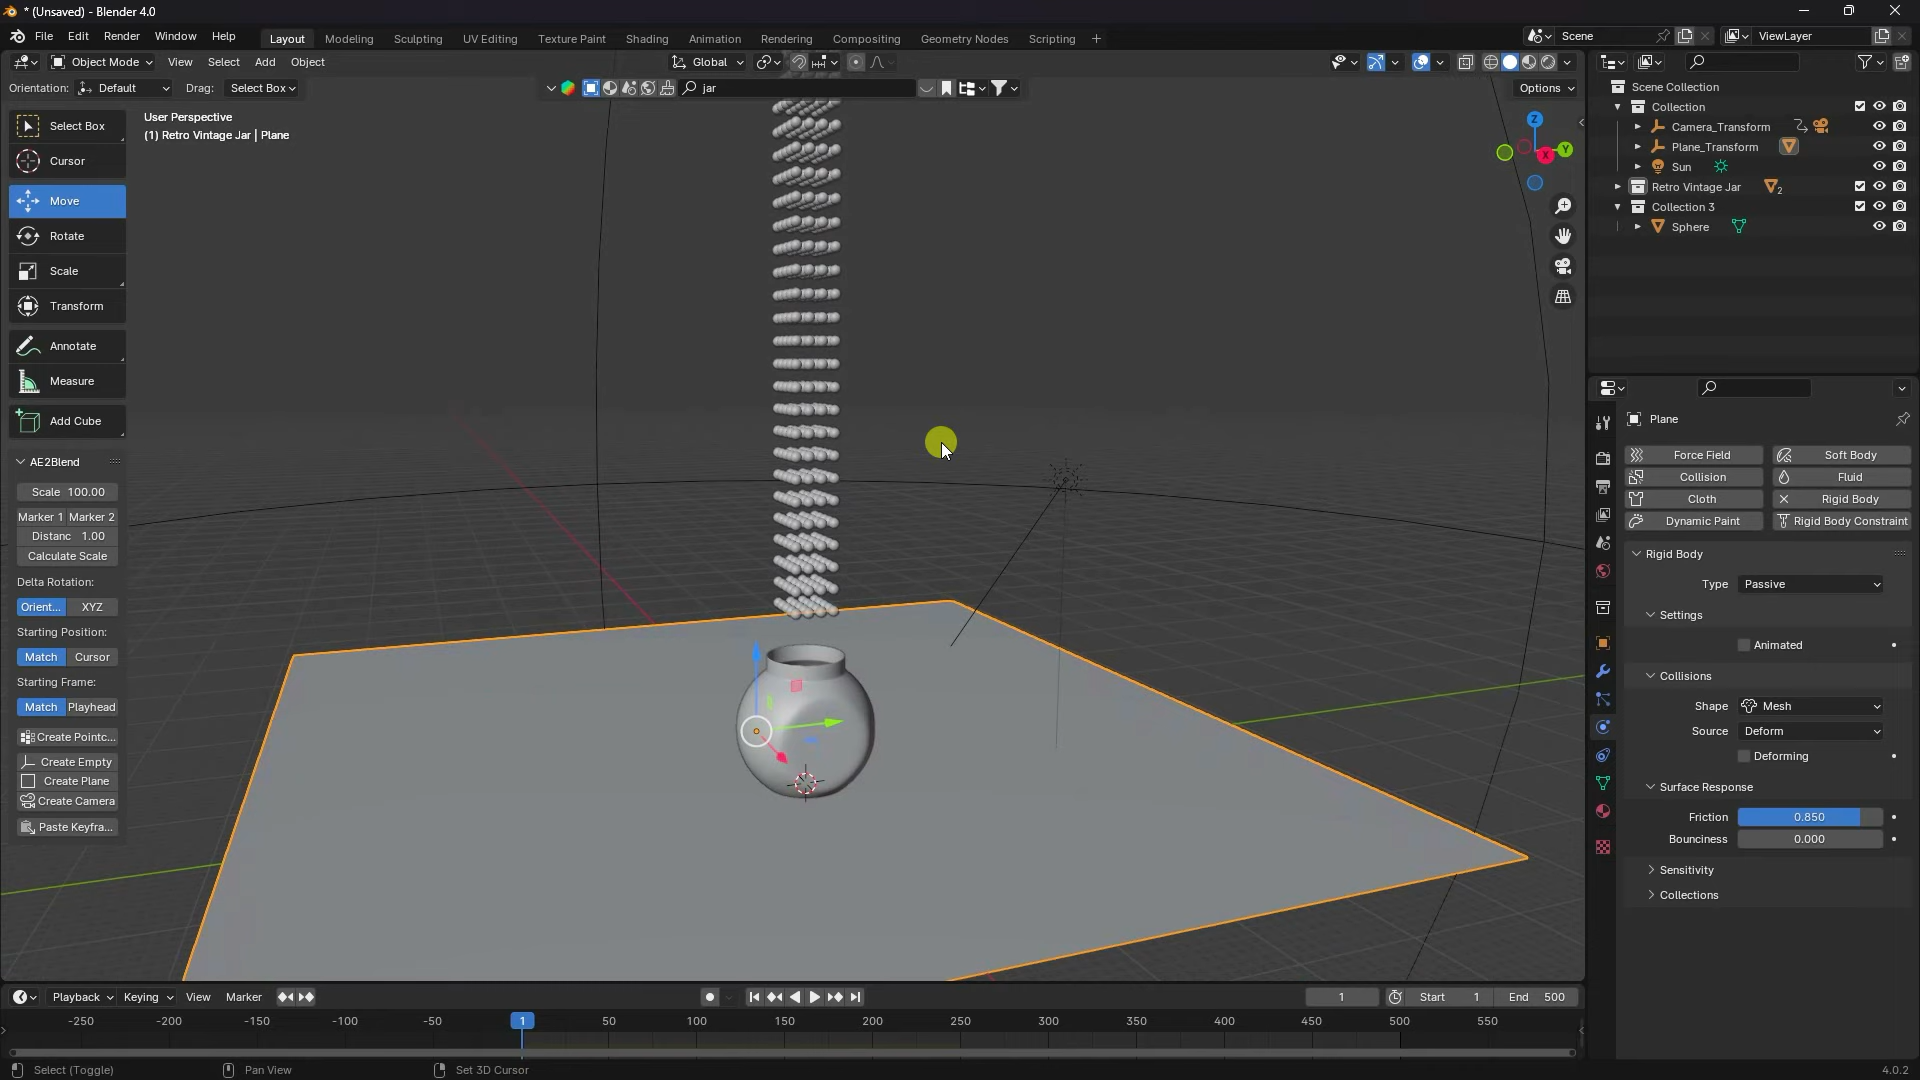 * (Unsaved) - Blender 4.0
File Edit Render Window Help
Layout Modeling Sculpting UV Editing Texture Paint Shading Animation Rendering Compositing Geometry Nodes Scripting +
Scene ViewLayer
Object Mode View Select Add Object
Global
Orientation: Default Drag: Select Box
jar
Options
User Perspective
(1) Retro Vintage Jar | Plane
Select Box
Cursor
Move
Rotate
Scale
Transform
Annotate
Measure
Add Cube
AE2Blend
Scale 100.00
Marker 1 Marker 2
Distanc 1.00
Calculate Scale
Delta Rotation:
Orient... XYZ
Starting Position:
Match Cursor
Starting Frame:
Match Playhead
Create Pointc...
Create Empty
Create Plane
Create Camera
Paste Keyfra...
Z
Y
X
Scene Collection
Collection
Camera_Transform
Plane_Transform
Sun
Retro Vintage Jar 2
Collection 3
Sphere
Plane
Force Field Soft Body
Collision Fluid
Cloth Rigid Body
Dynamic Paint Rigid Body Constraint
Rigid Body
Type Passive
Settings
Animated
Collisions
Shape Mesh
Source Deform
Deforming
Surface Response
Friction 0.850
Bounciness 0.000
Sensitivity
Collections
Playback Keying View Marker
1 Start 1 End 500
-250 -200 -150 -100 -50 1 50 100 150 200 250 300 350 400 450 500 550
Select (Toggle) Pan View Set 3D Cursor
4.0.2